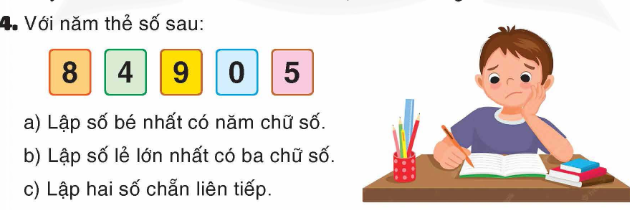 4. Với năm thẻ số sau:
8 4 9 0 5
a) Lập số bé nhất có năm chữ số.
b) Lập số lẻ lớn nhất có ba chữ số.
c) Lập hai số chẵn liên tiếp.